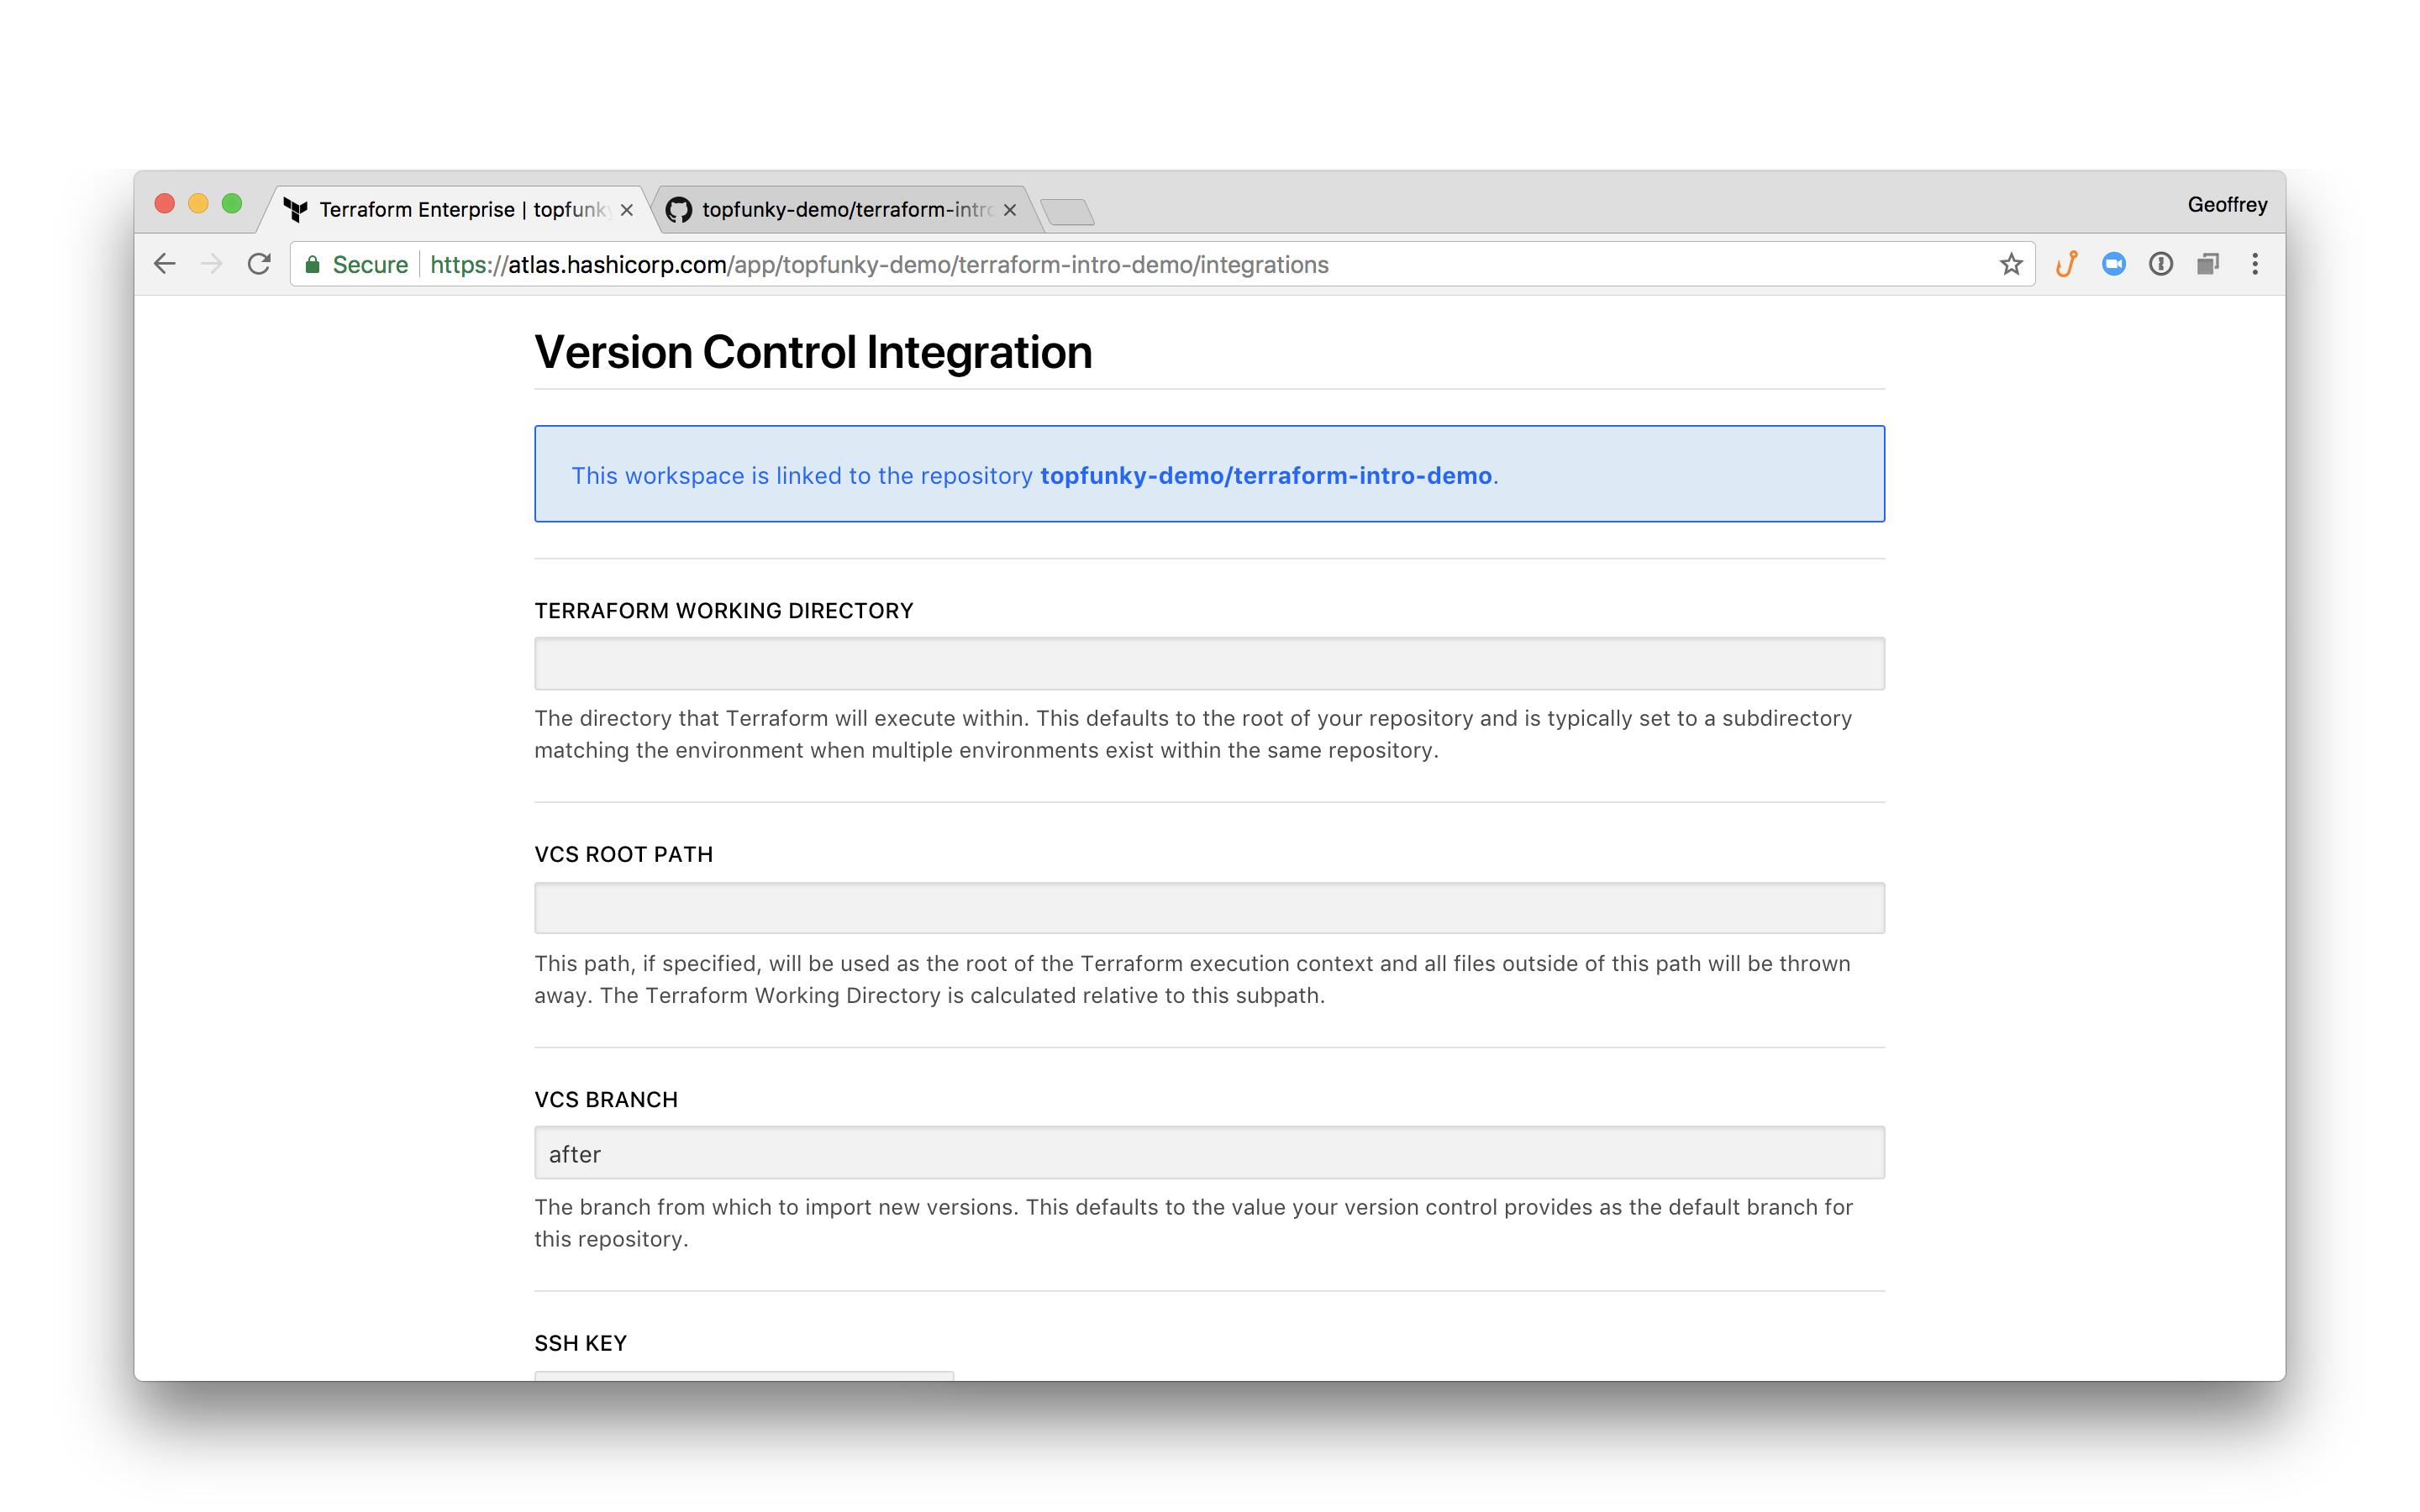 Terraform Enterprise | topfunky
topfunky-demo/terraform-intro
Geoffrey
Secure https://atlas.hashicorp.com/app/topfunky-demo/terraform-intro-demo/integrations
Version Control Integration
This workspace is linked to the repository topfunky-demo/terraform-intro-demo.
TERRAFORM WORKING DIRECTORY
The directory that Terraform will execute within. This defaults to the root of your repository and is typically set to a subdirectory
matching the environment when multiple environments exist within the same repository.
VCS ROOT PATH
This path, if specified, will be used as the root of the Terraform execution context and all files outside of this path will be thrown
away. The Terraform Working Directory is calculated relative to this subpath.
VCS BRANCH
after
The branch from which to import new versions. This defaults to the value your version control provides as the default branch for
this repository.
SSH KEY